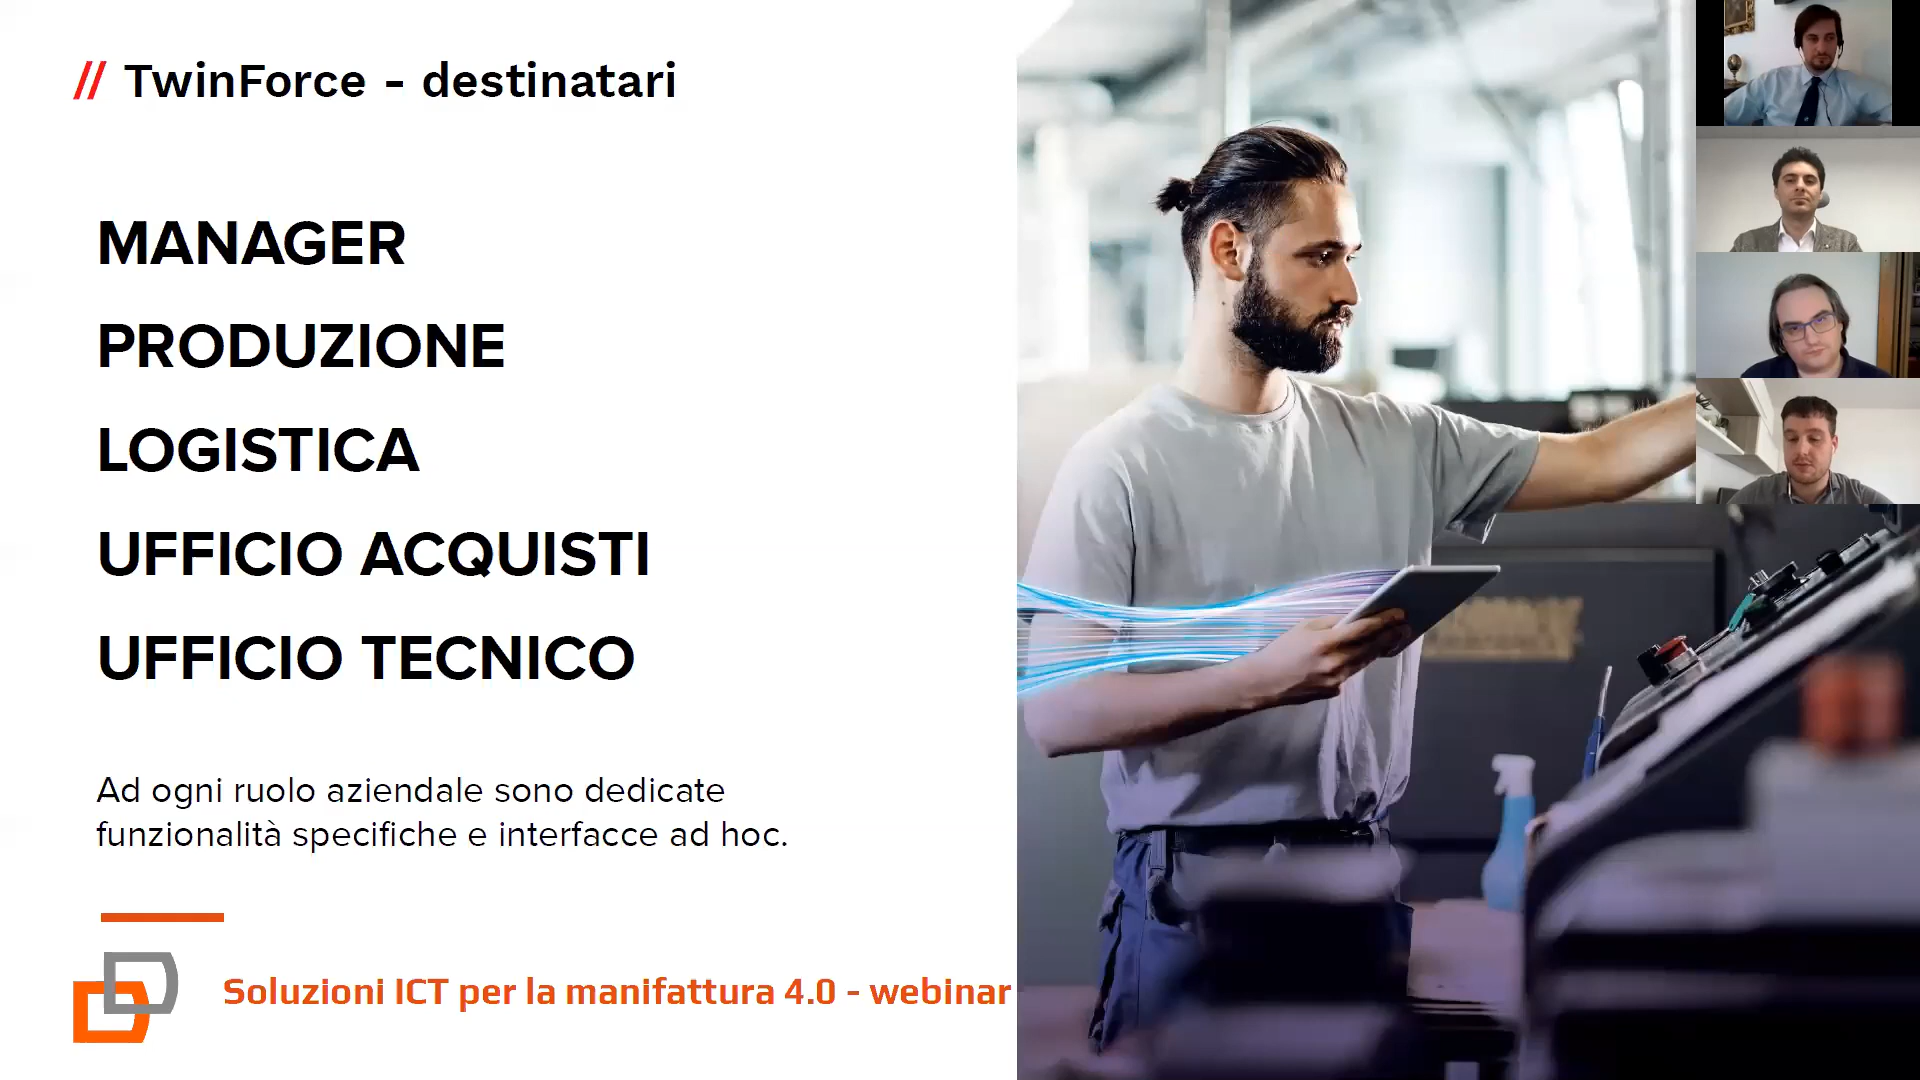 // TwinForce - destinatari
MANAGER
PRODUZIONE
LOGISTICA
UFFICIO ACQUISTI
UFFICIO TECNICO
Ad ogni ruolo aziendale sono dedicate
funzionalità specifiche e interfacce ad hoc.
Soluzioni ICT per la manifattura 4.0 - webinar